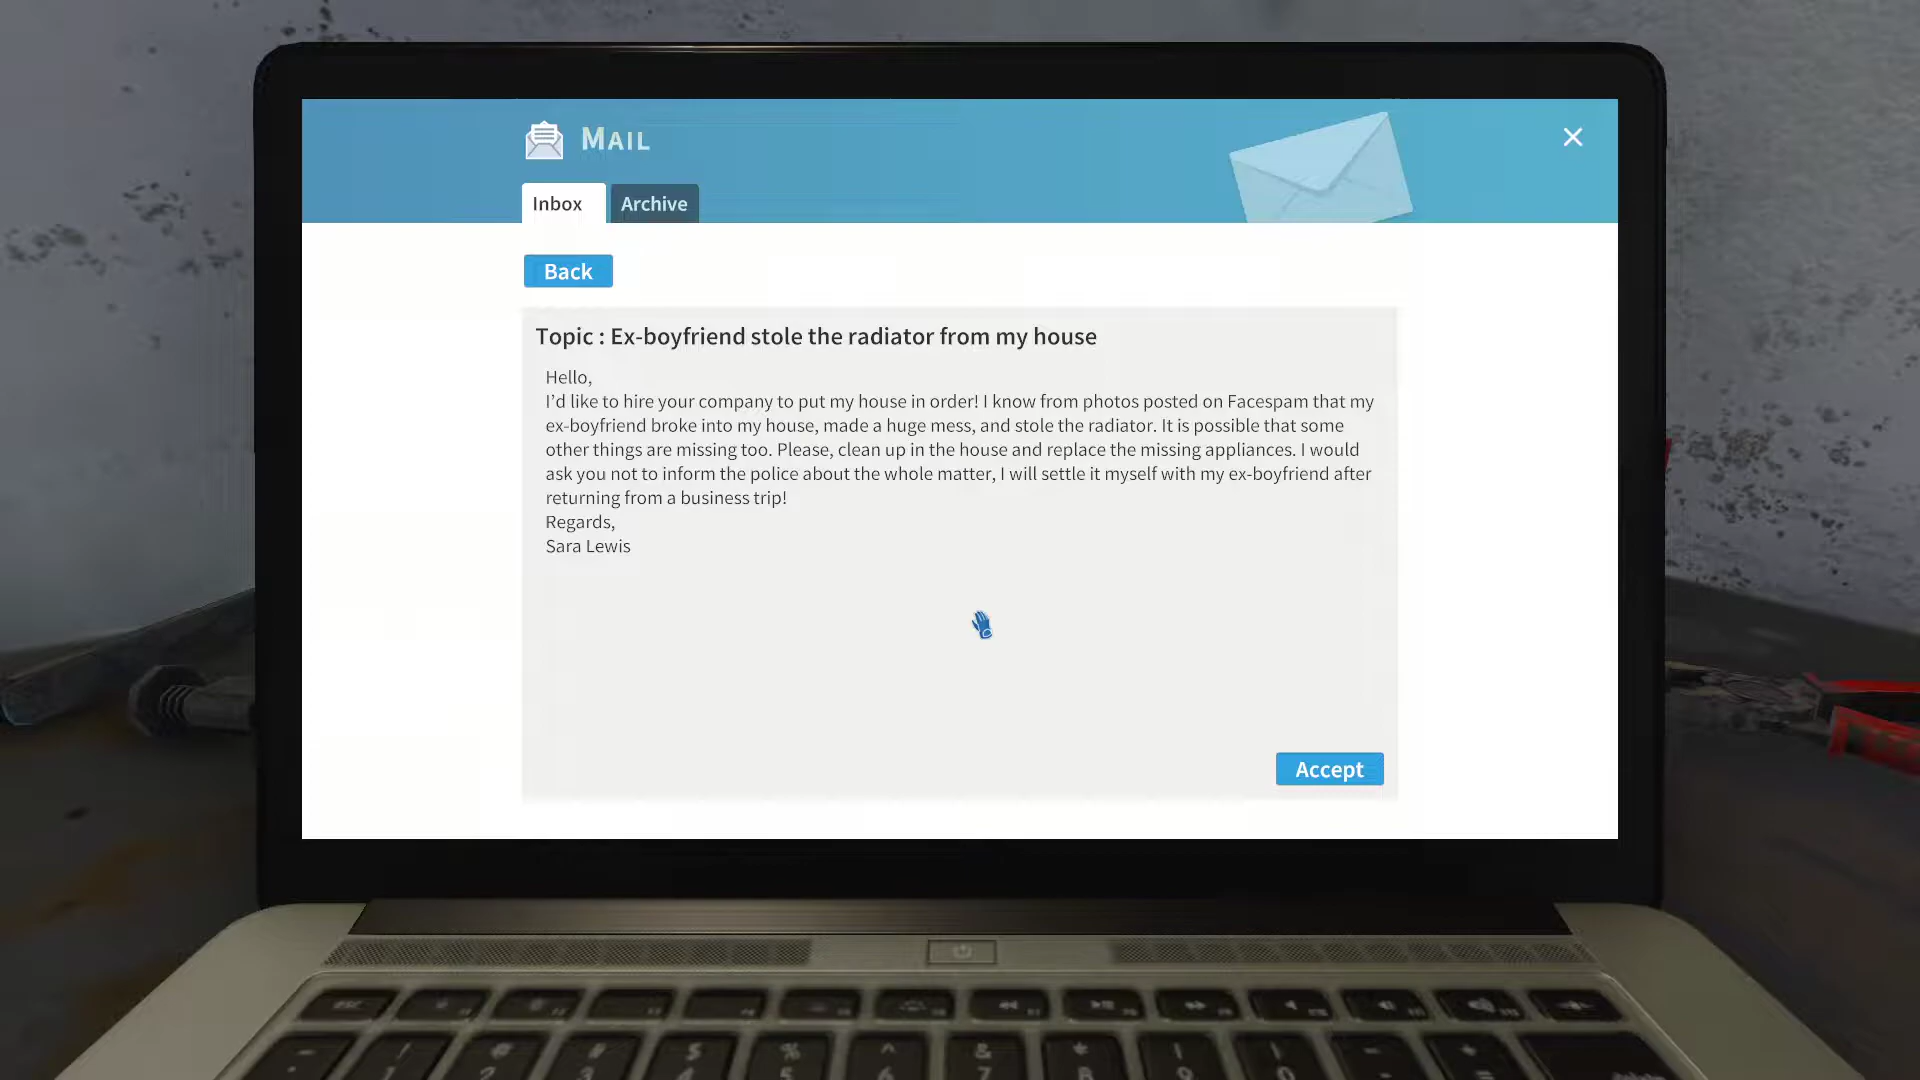 MAIL
Inbox
Archive
Back
Topic : Ex-boyfriend stole the radiator from my house
Hello,
I'd like to hire your company to put my house in order! I know from photos posted on Facespam that my
ex-boyfriend broke into my house, made a huge mess, and stole the radiator. It is possible that some
other things are missing too. Please, clean up in the house and replace the missing appliances. I would
ask you not to inform the police about the whole matter, I will settle it myself with my ex-boyfriend after
returning from a business trip!
Regards,
Sara Lewis
Accept